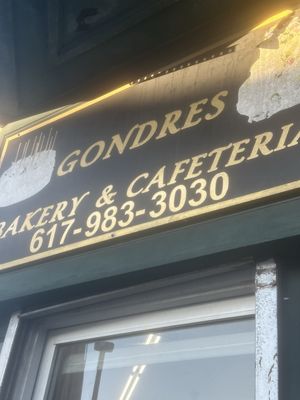 GONDRES
BAKERY & CAFETERIA
617-983-3030